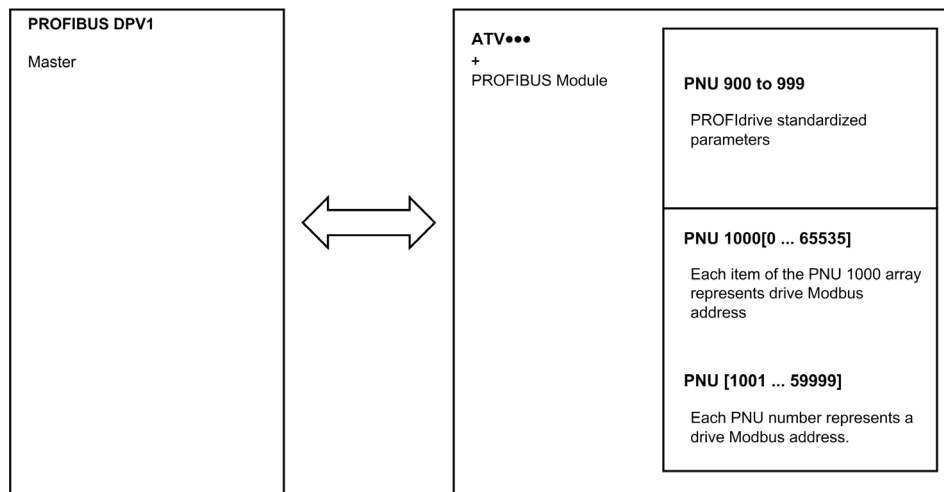 PROFIBUS DPV1
Master
ATV●●●
+
PROFIBUS Module
PNU 900 to 999
PROFIdrive standardized
parameters
PNU 1000[0 ... 65535]
Each item of the PNU 1000 array
represents drive Modbus
address
PNU [1001 ... 59999]
Each PNU number represents a
drive Modbus address.